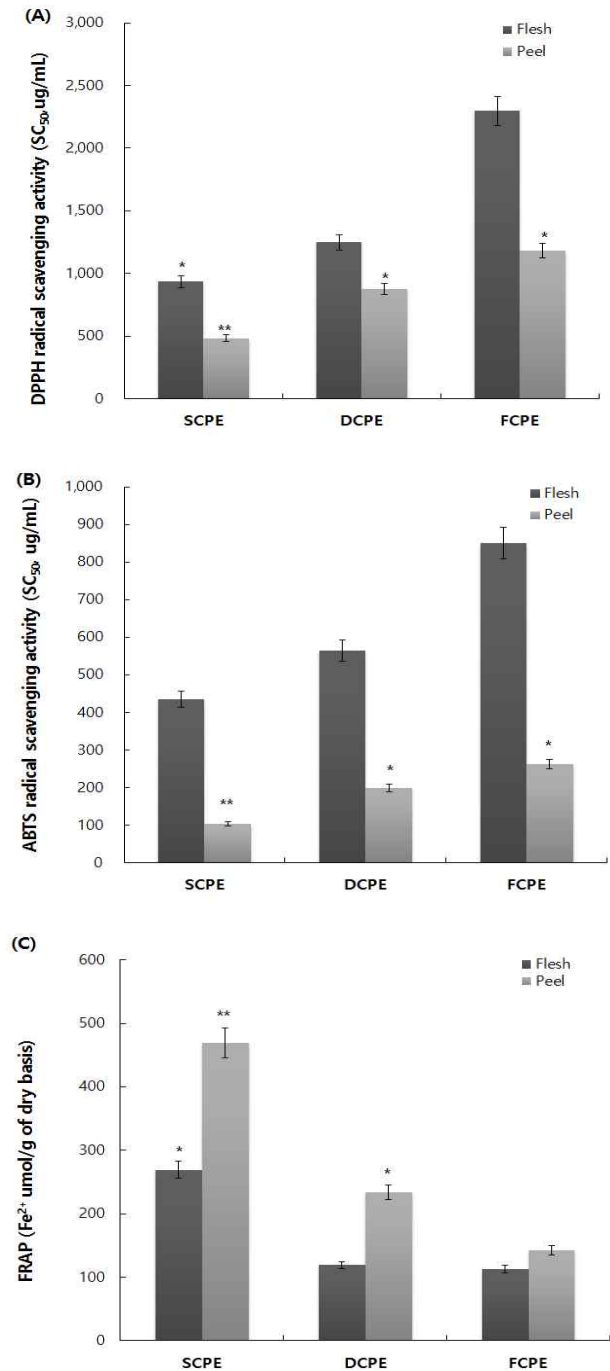 (A)
DPPH radical scavenging activity (SC₅₀, ug/mL)
3,000
2,500
2,000
1,500
1,000
500
0
Flesh
Peel
*
**
*
*
SCPE DCPE FCPE
(B)
ABTS radical scavenging activity (SC₅₀, ug/mL)
1,000
900
800
700
600
500
400
300
200
100
0
Flesh
Peel
**
*
*
SCPE DCPE FCPE
(C)
FRAP (Fe²⁺ umol/g of dry basis)
600
500
400
300
200
100
0
Flesh
Peel
*
**
*
SCPE DCPE FCPE